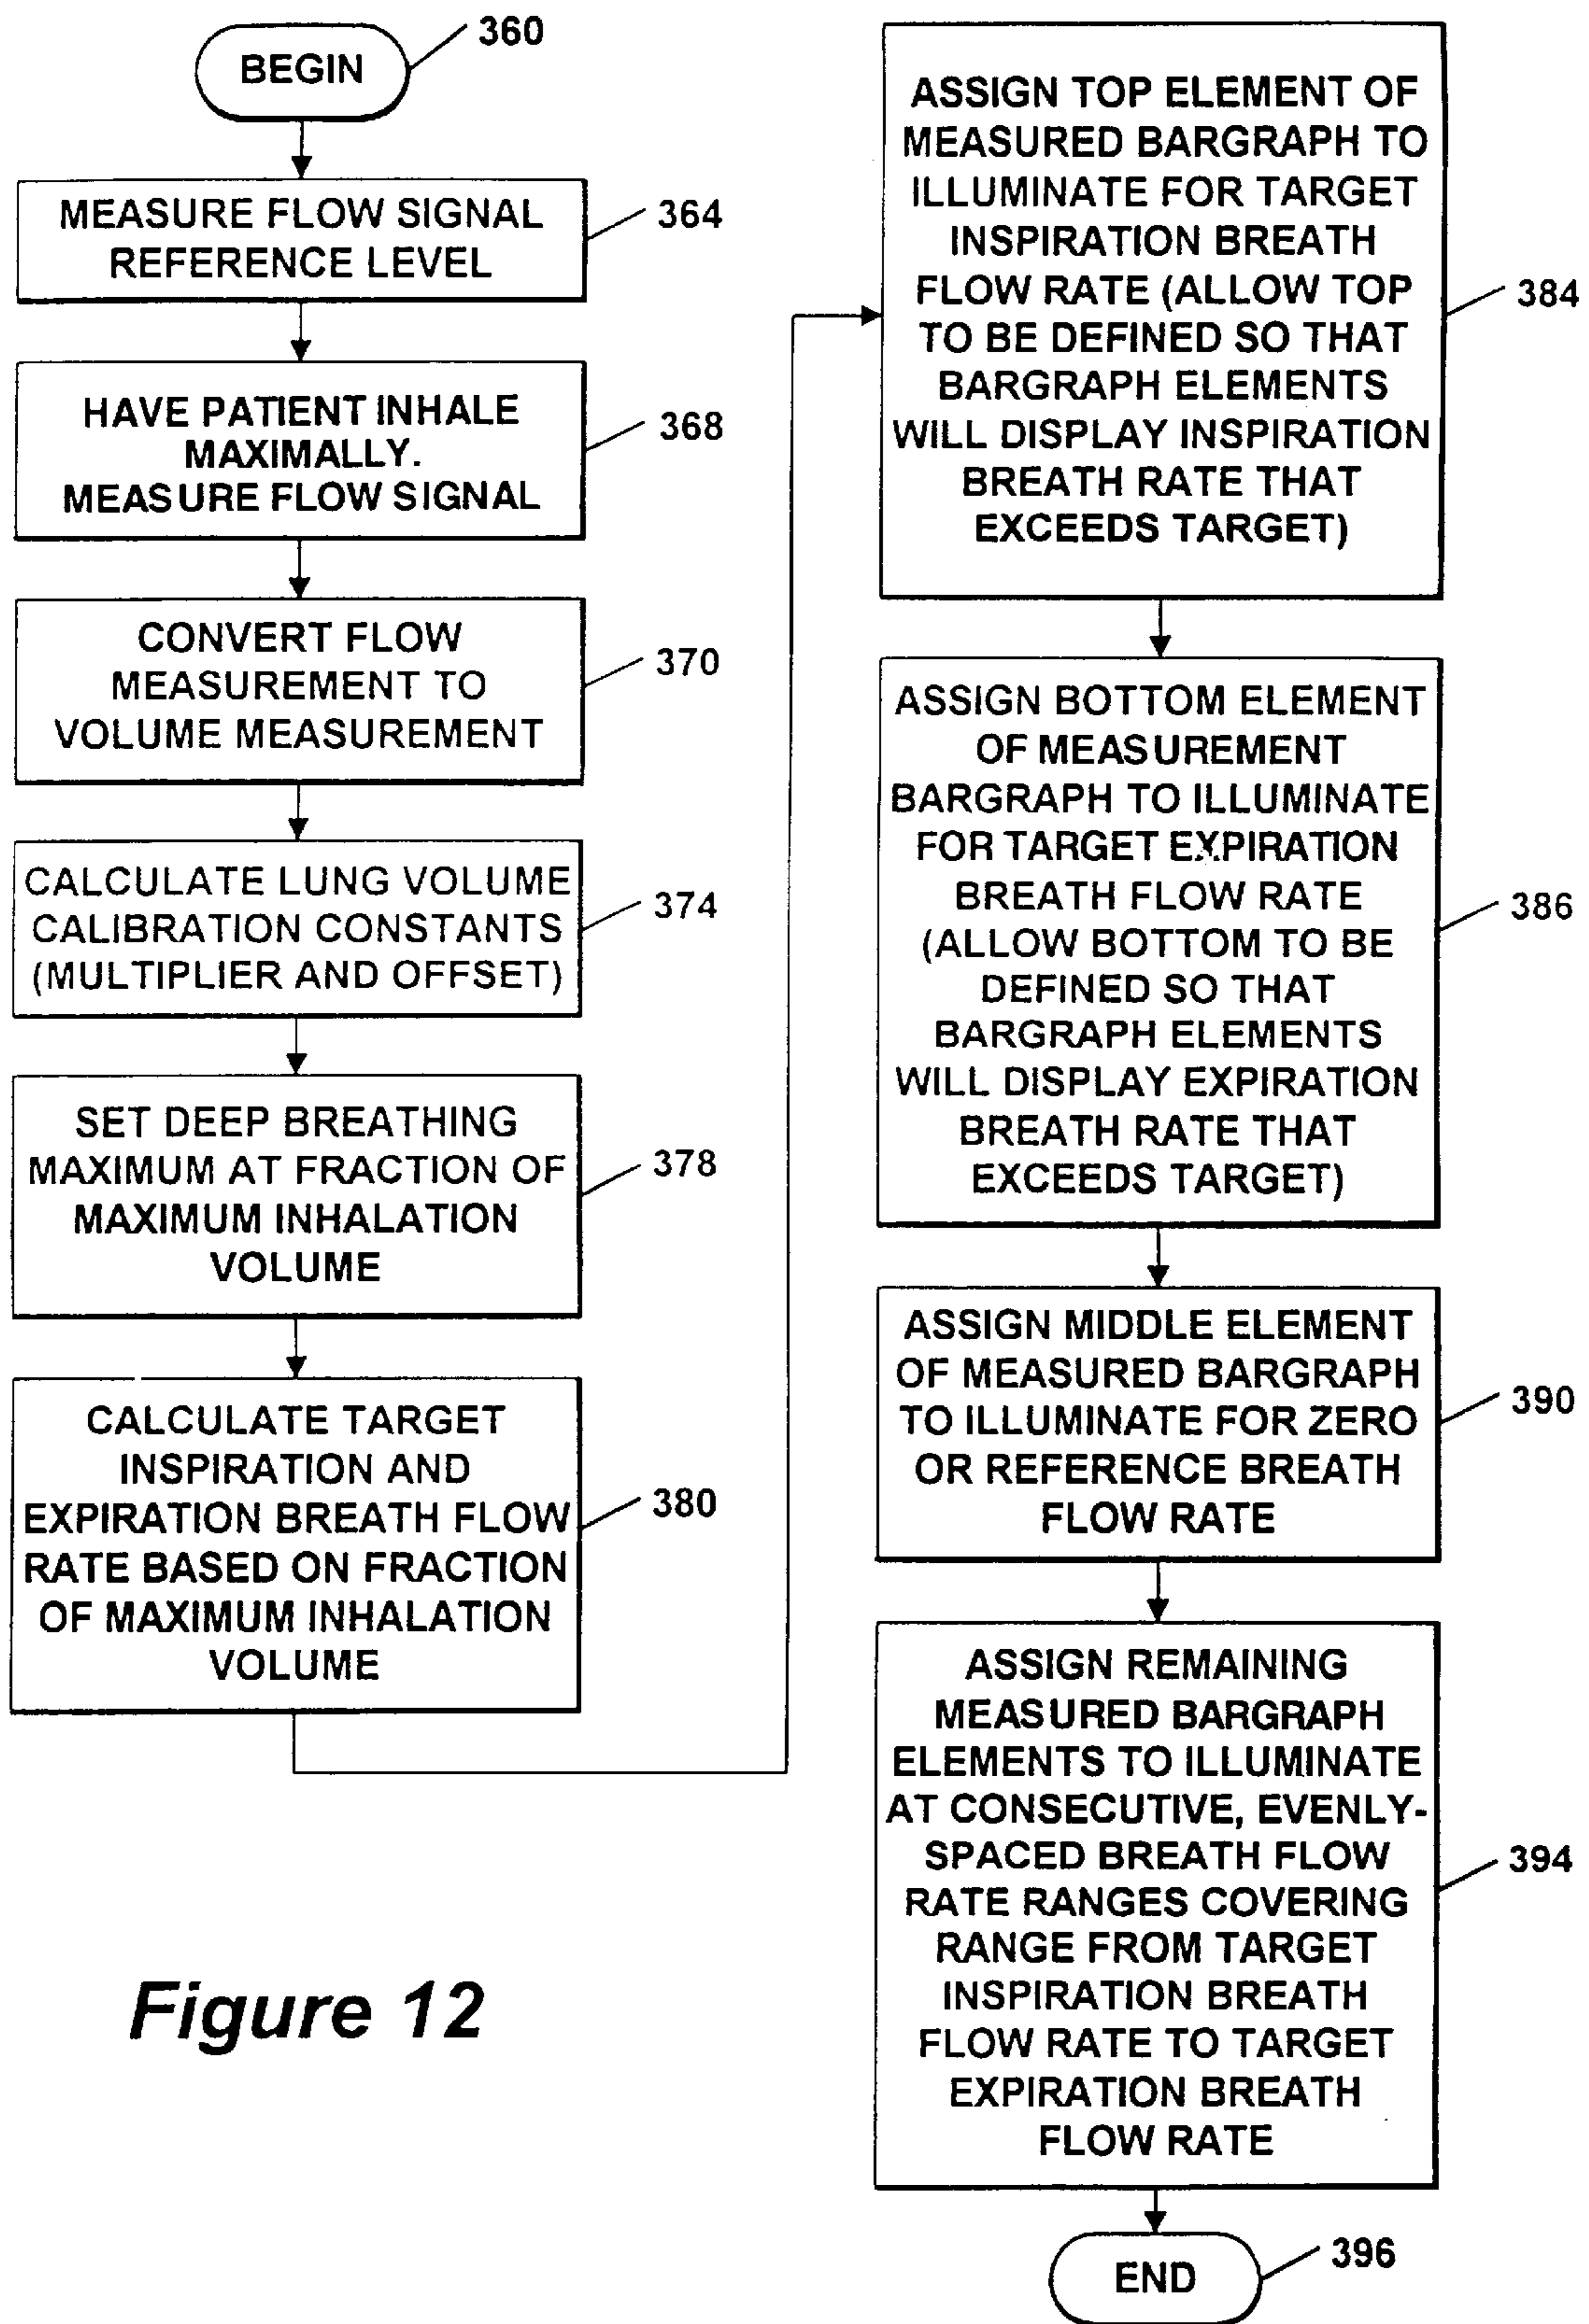 BEGIN
360
MEASURE FLOW SIGNAL
REFERENCE LEVEL
364
HAVE PATIENT INHALE
MAXIMALLY.
MEASURE FLOW SIGNAL
368
CONVERT FLOW
MEASUREMENT TO
VOLUME MEASUREMENT
370
CALCULATE LUNG VOLUME
CALIBRATION CONSTANTS
(MULTIPLIER AND OFFSET)
374
SET DEEP BREATHING
MAXIMUM AT FRACTION OF
MAXIMUM INHALATION
VOLUME
378
CALCULATE TARGET
INSPIRATION AND
EXPIRATION BREATH FLOW
RATE BASED ON FRACTION
OF MAXIMUM INHALATION
VOLUME
380
ASSIGN TOP ELEMENT OF
MEASURED BARGRAPH TO
ILLUMINATE FOR TARGET
INSPIRATION BREATH
FLOW RATE (ALLOW TOP
TO BE DEFINED SO THAT
BARGRAPH ELEMENTS
WILL DISPLAY INSPIRATION
BREATH RATE THAT
EXCEEDS TARGET)
384
ASSIGN BOTTOM ELEMENT
OF MEASUREMENT
BARGRAPH TO ILLUMINATE
FOR TARGET EXPIRATION
BREATH FLOW RATE
(ALLOW BOTTOM TO BE
DEFINED SO THAT
BARGRAPH ELEMENTS
WILL DISPLAY EXPIRATION
BREATH RATE THAT
EXCEEDS TARGET)
386
ASSIGN MIDDLE ELEMENT
OF MEASURED BARGRAPH
TO ILLUMINATE FOR ZERO
OR REFERENCE BREATH
FLOW RATE
390
ASSIGN REMAINING
MEASURED BARGRAPH
ELEMENTS TO ILLUMINATE
AT CONSECUTIVE, EVENLY-
SPACED BREATH FLOW
RATE RANGES COVERING
RANGE FROM TARGET
INSPIRATION BREATH
FLOW RATE TO TARGET
EXPIRATION BREATH
FLOW RATE
394
END
396
Figure 12